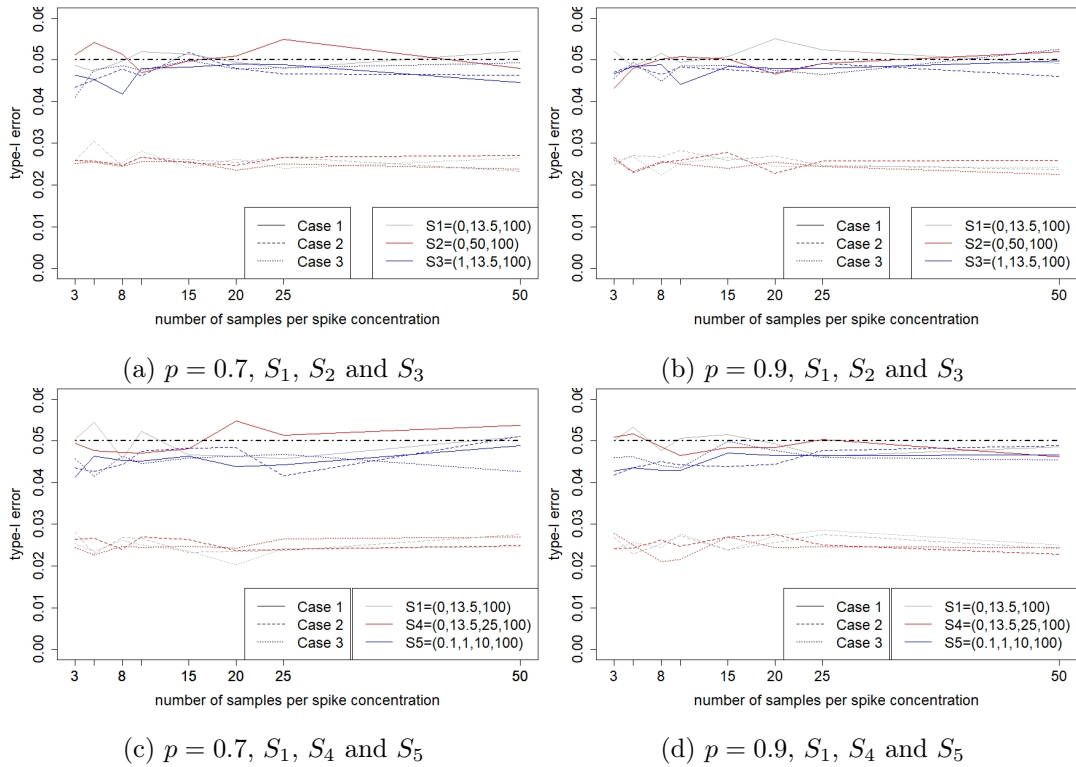 0.06
0.05
0.04
0.03
0.02
0.01
0.00
type-I error
Case 1
Case 2
Case 3
S1=(0,13.5,100)
S2=(0,50,100)
S3=(1,13.5,100)
3 8 15 20 25 50
number of samples per spike concentration
(a) p = 0.7, S₁, S₂ and S₃
0.06
0.05
0.04
0.03
0.02
0.01
0.00
type-I error
Case 1
Case 2
Case 3
S1=(0,13.5,100)
S2=(0,50,100)
S3=(1,13.5,100)
3 8 15 20 25 50
number of samples per spike concentration
(b) p = 0.9, S₁, S₂ and S₃
0.06
0.05
0.04
0.03
0.02
0.01
0.00
type-I error
Case 1
Case 2
Case 3
S1=(0,13.5,100)
S4=(0,13.5,25,100)
S5=(0.1,1,10,100)
3 8 15 20 25 50
number of samples per spike concentration
(c) p = 0.7, S₁, S₄ and S₅
0.06
0.05
0.04
0.03
0.02
0.01
0.00
type-I error
Case 1
Case 2
Case 3
S1=(0,13.5,100)
S4=(0,13.5,25,100)
S5=(0.1,1,10,100)
3 8 15 20 25 50
number of samples per spike concentration
(d) p = 0.9, S₁, S₄ and S₅